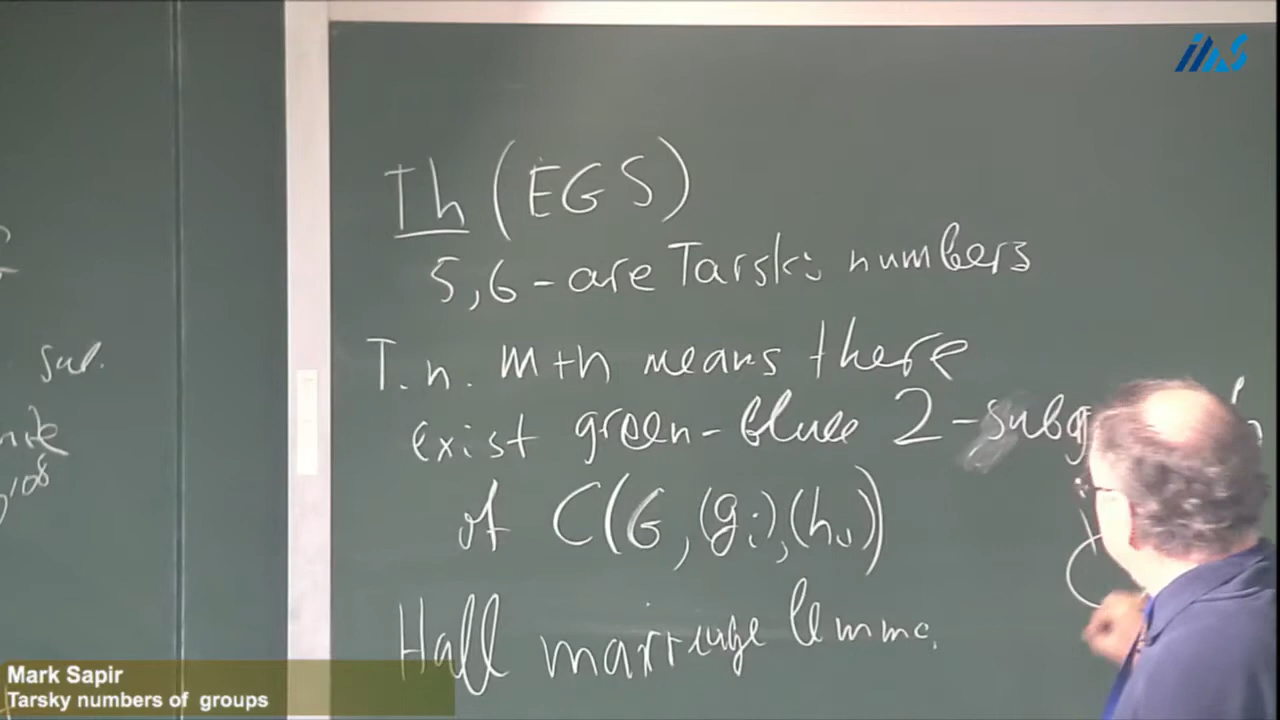 Th (EGS)
5,6 - are Tarski numbers
T. n. m+n means there
exist green-blue 2-subg
of C(G, (gi), (hj))
Hall marriage lemma.
sup.
Mark Sapir
Tarsky numbers of groups